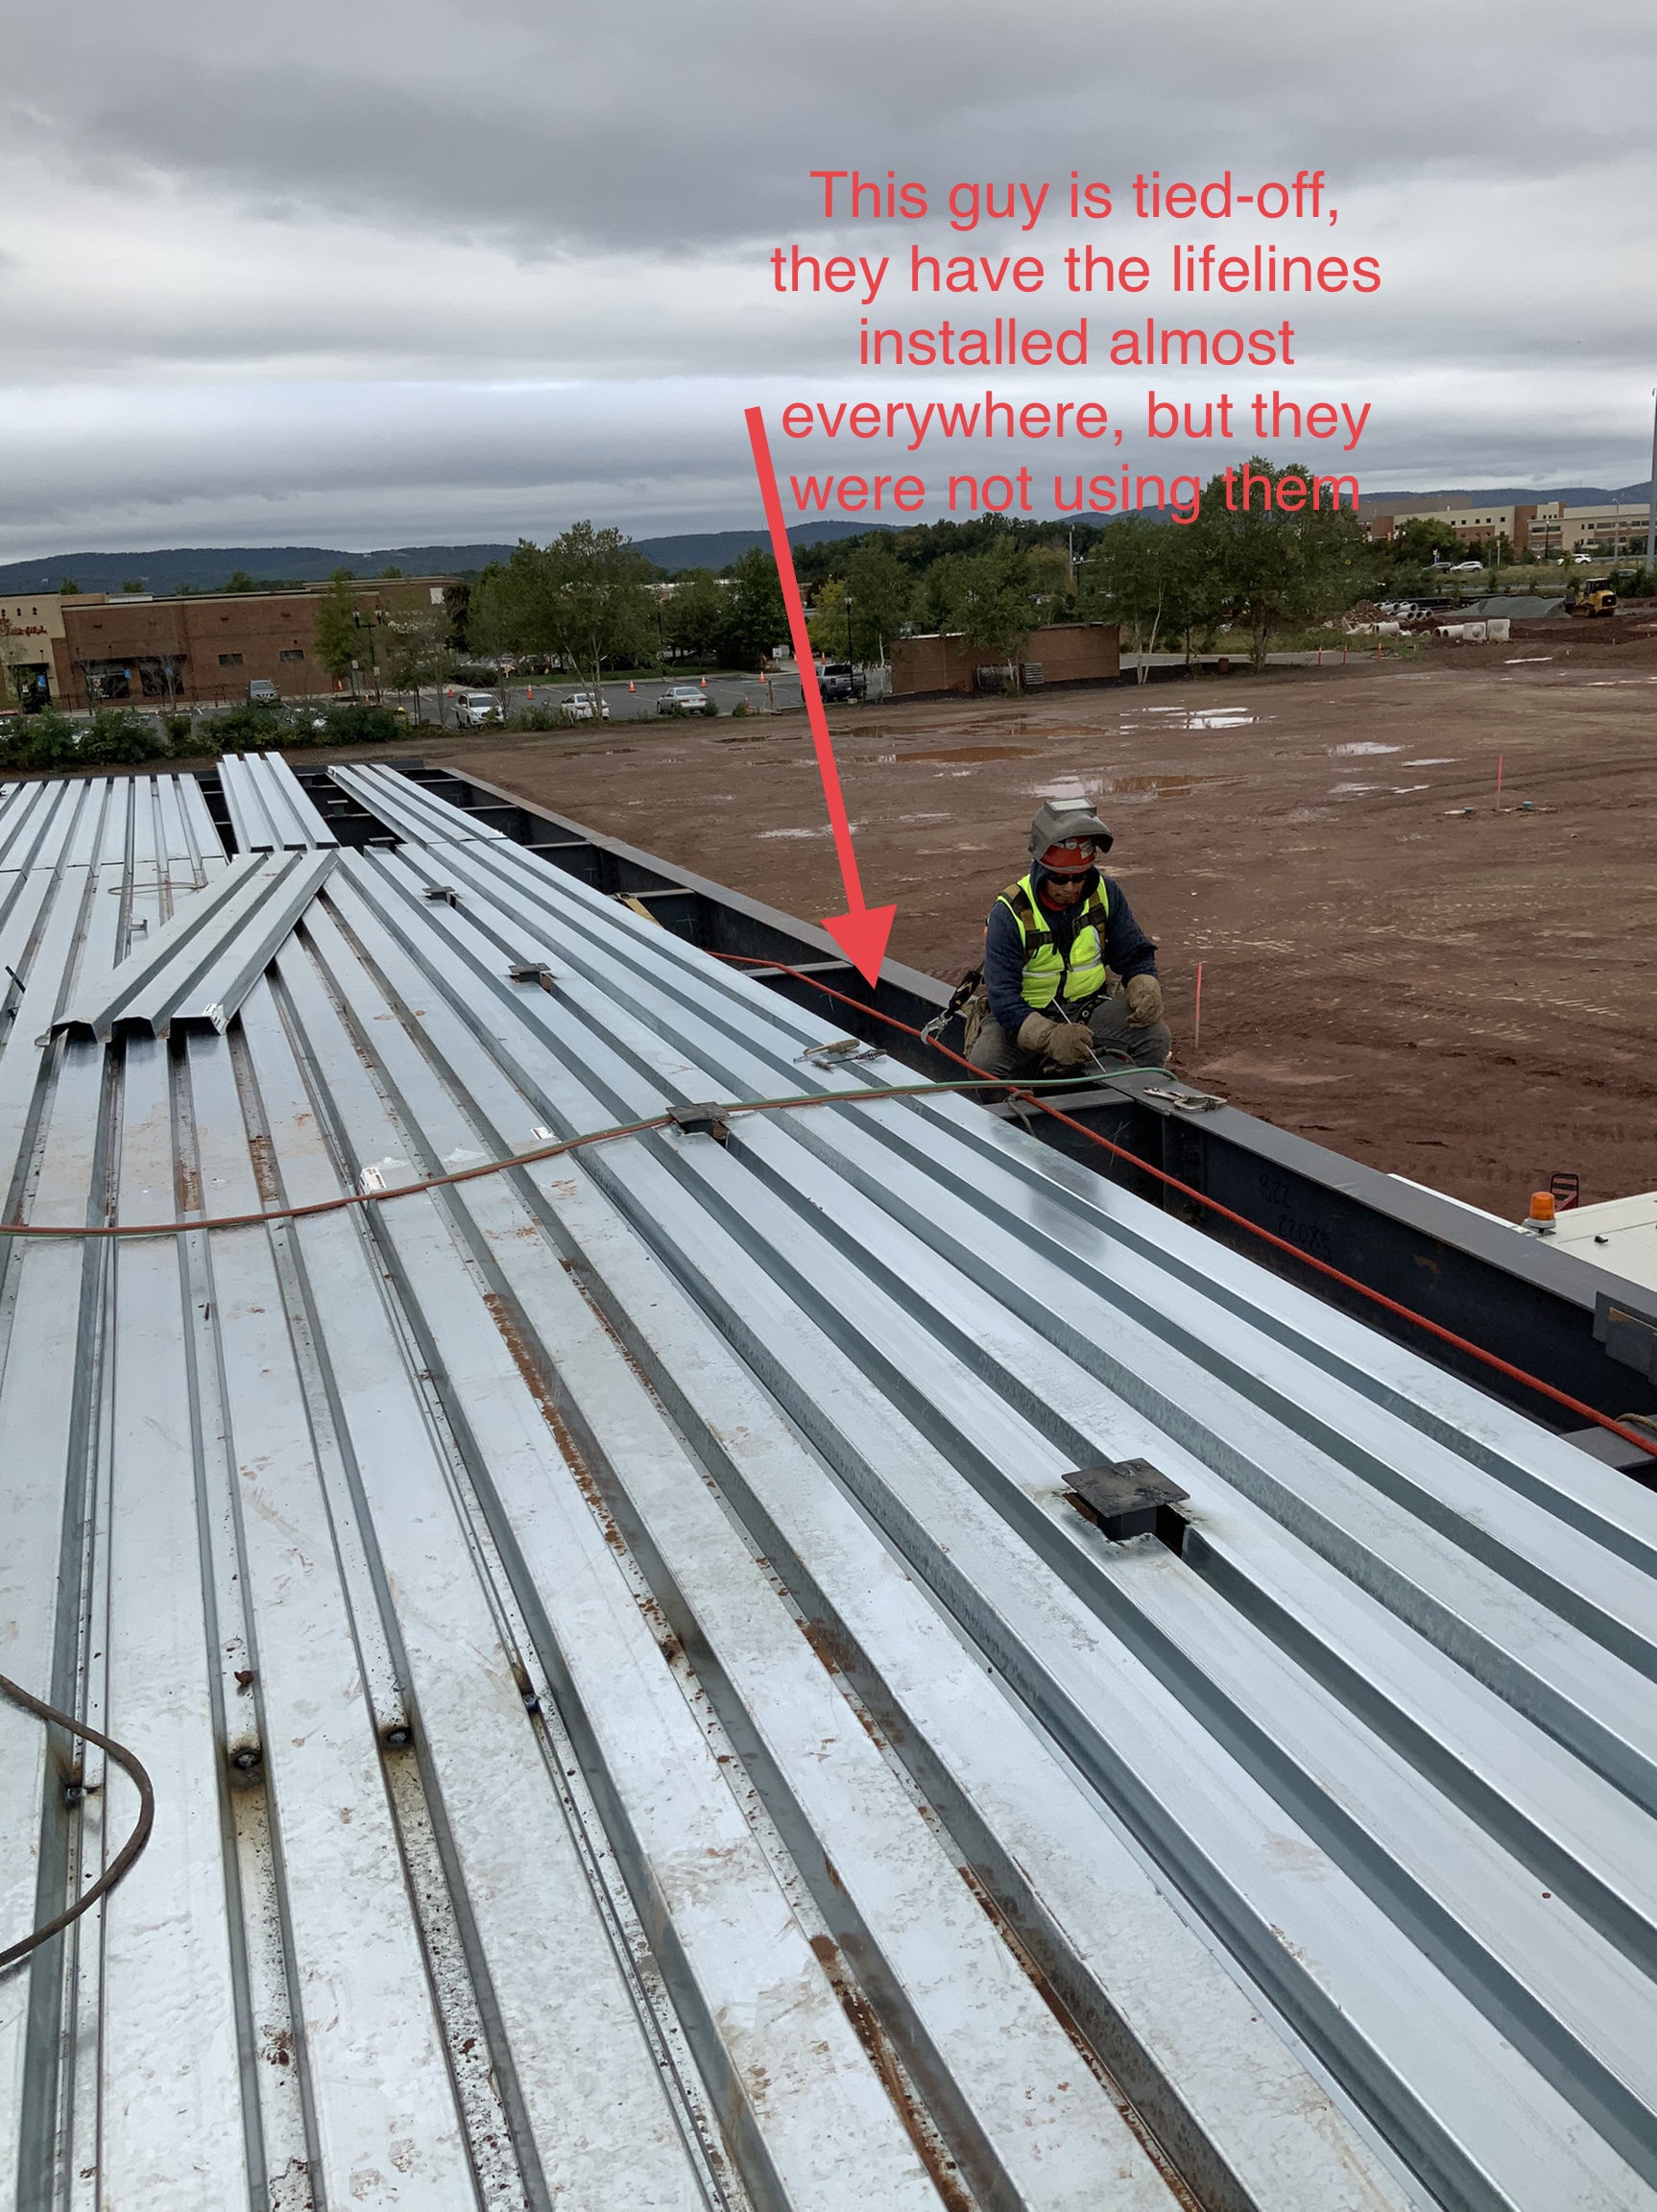 This guy is tied-off,
they have the lifelines
installed almost
everywhere, but they
were not using them